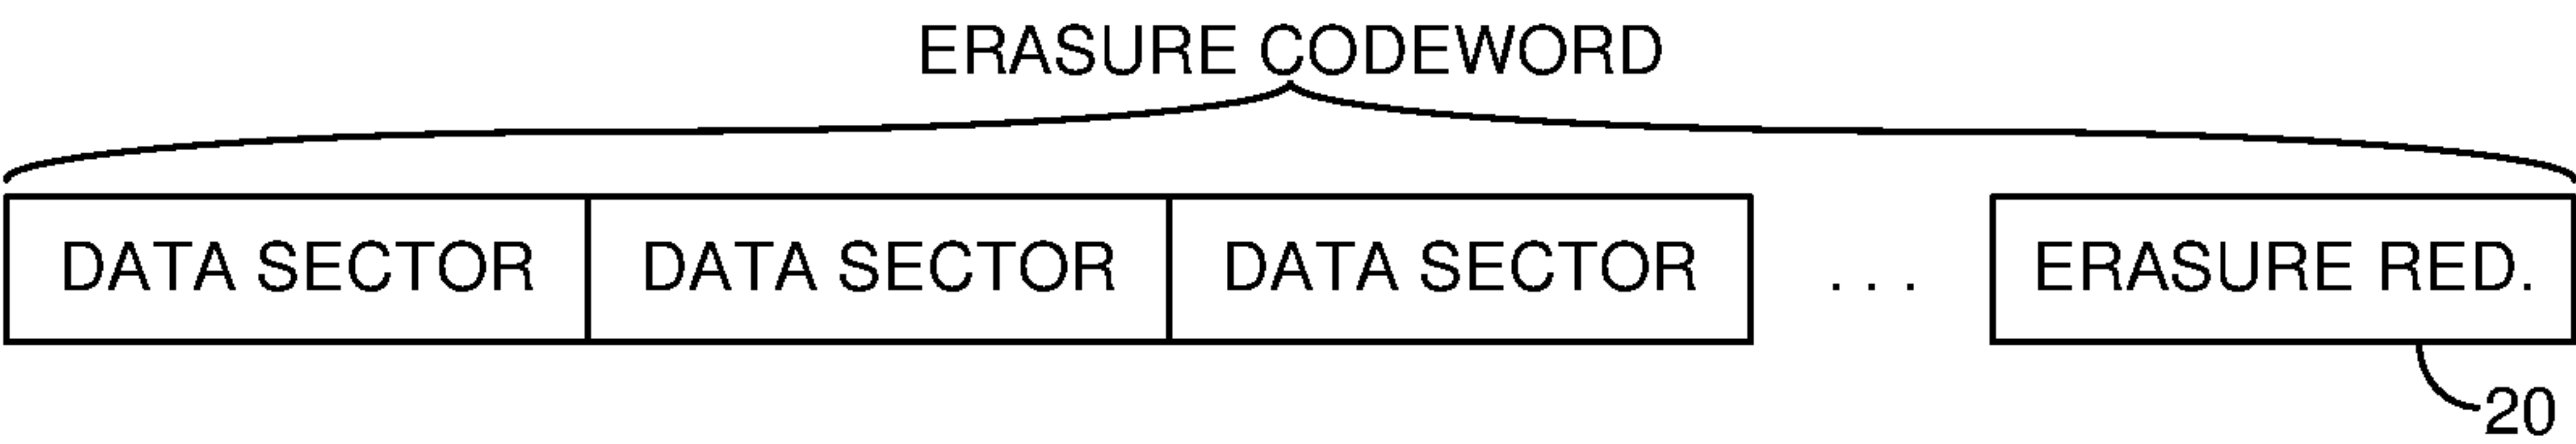 ERASURE CODEWORD
DATA SECTOR DATA SECTOR DATA SECTOR . . . ERASURE RED.
20